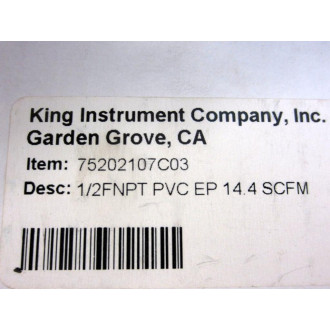 King Instrument Company, Inc.
Garden Grove, CA
Item: 75202107C03
Desc: 1/2FNPT PVC EP 14.4 SCFM